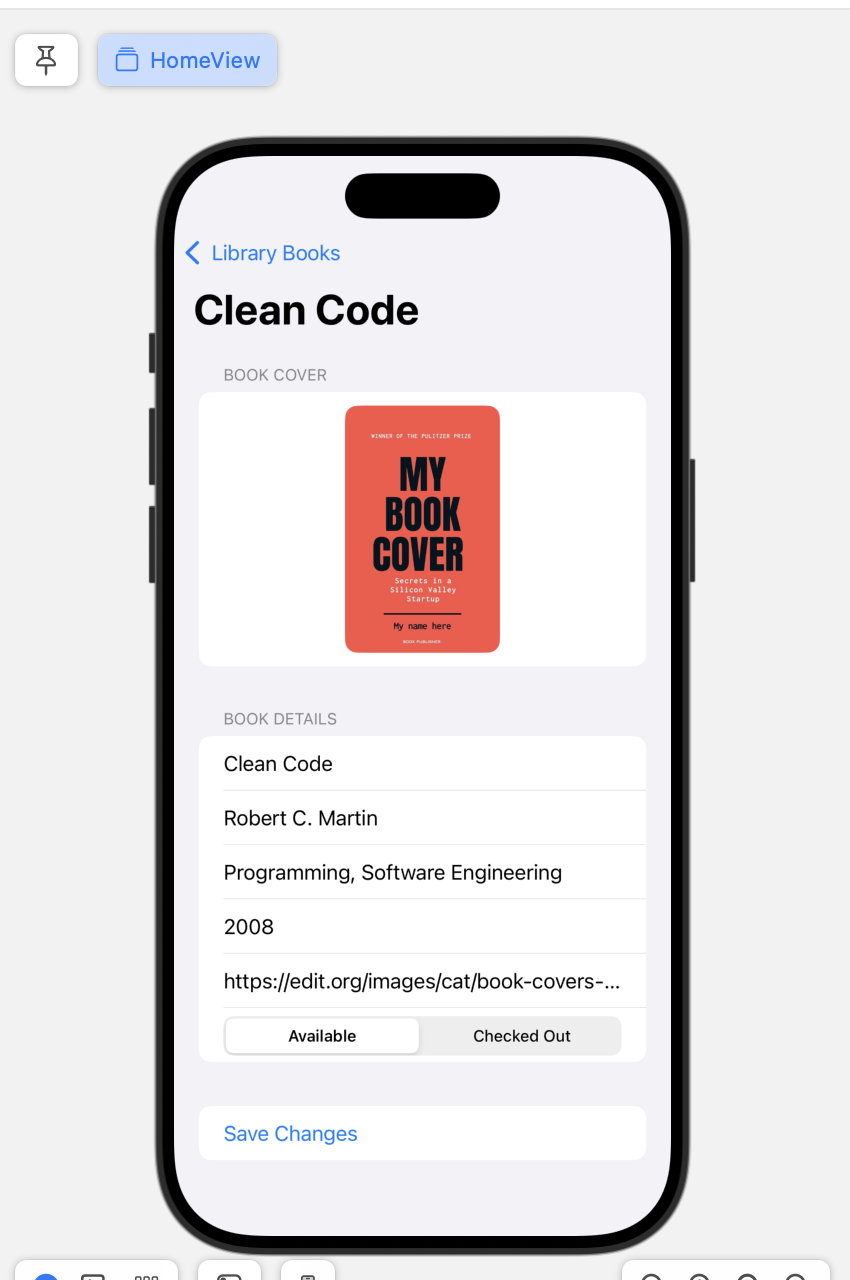 HomeView
Library Books
Clean Code
BOOK COVER
WINNER OF THE PULITZER PRIZE
MY
BOOK
COVER
Secrets in a
Silicon Valley
Startup
My name here
BOOK PUBLISHER
BOOK DETAILS
Clean Code
Robert C. Martin
Programming, Software Engineering
2008
https://edit.org/images/cat/book-covers-...
Available
Checked Out
Save Changes